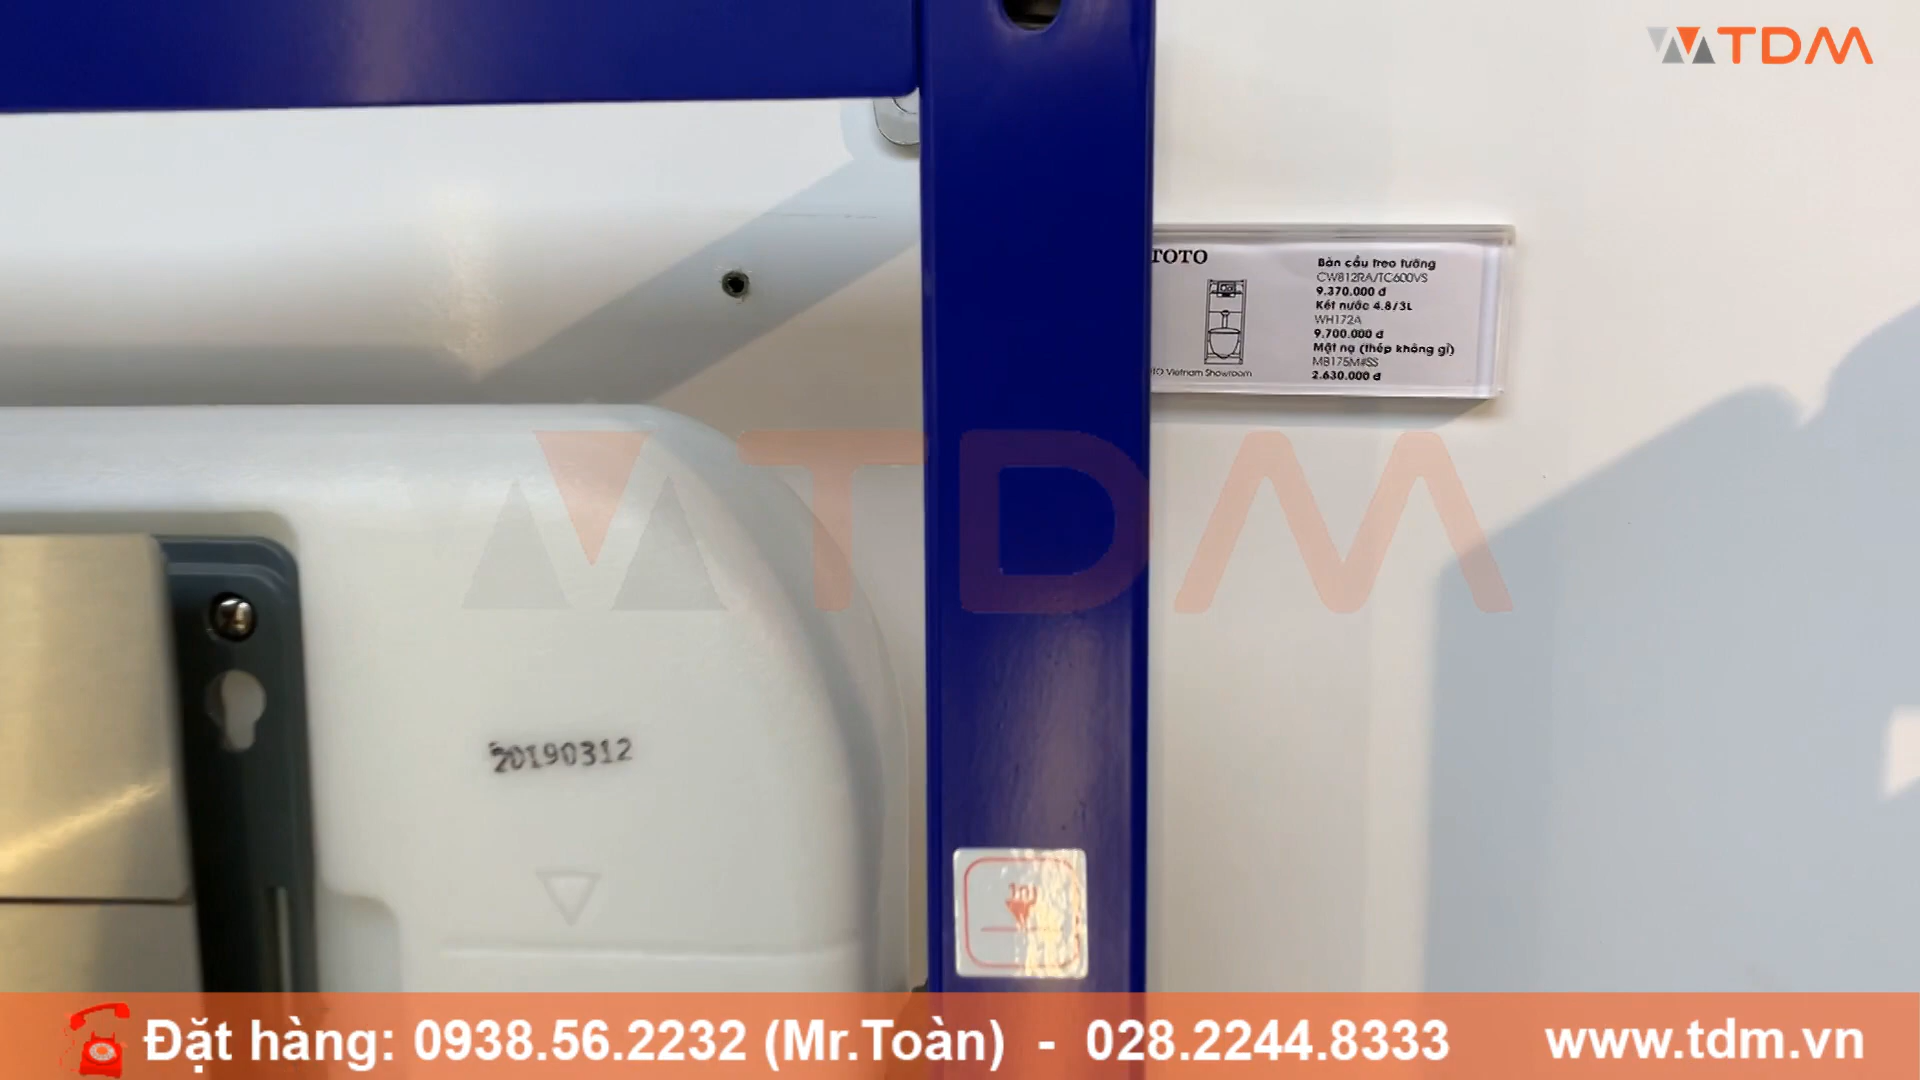 TDM
TOTO
Bàn cầu treo tường
CW812RA/TC600VS
9.370.000 đ
Két nước 4.8/3L
WH172A
9.700.000 đ
Mặt nạ (thép không gỉ)
MB175M#SS
2.630.000 đ
Vietnam Showroom
TDM
20190312
Đặt hàng: 0938.56.2232 (Mr.Toàn) - 028.2244.8333 www.tdm.vn